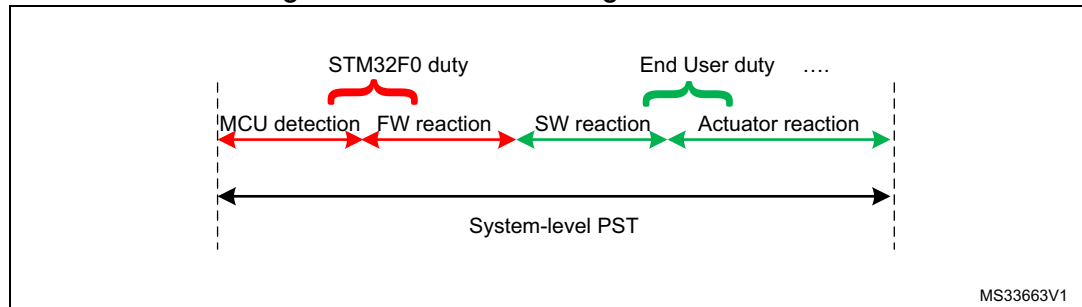 STM32F0 duty End User duty ….
MCU detection FW reaction SW reaction Actuator reaction
System-level PST
MS33663V1